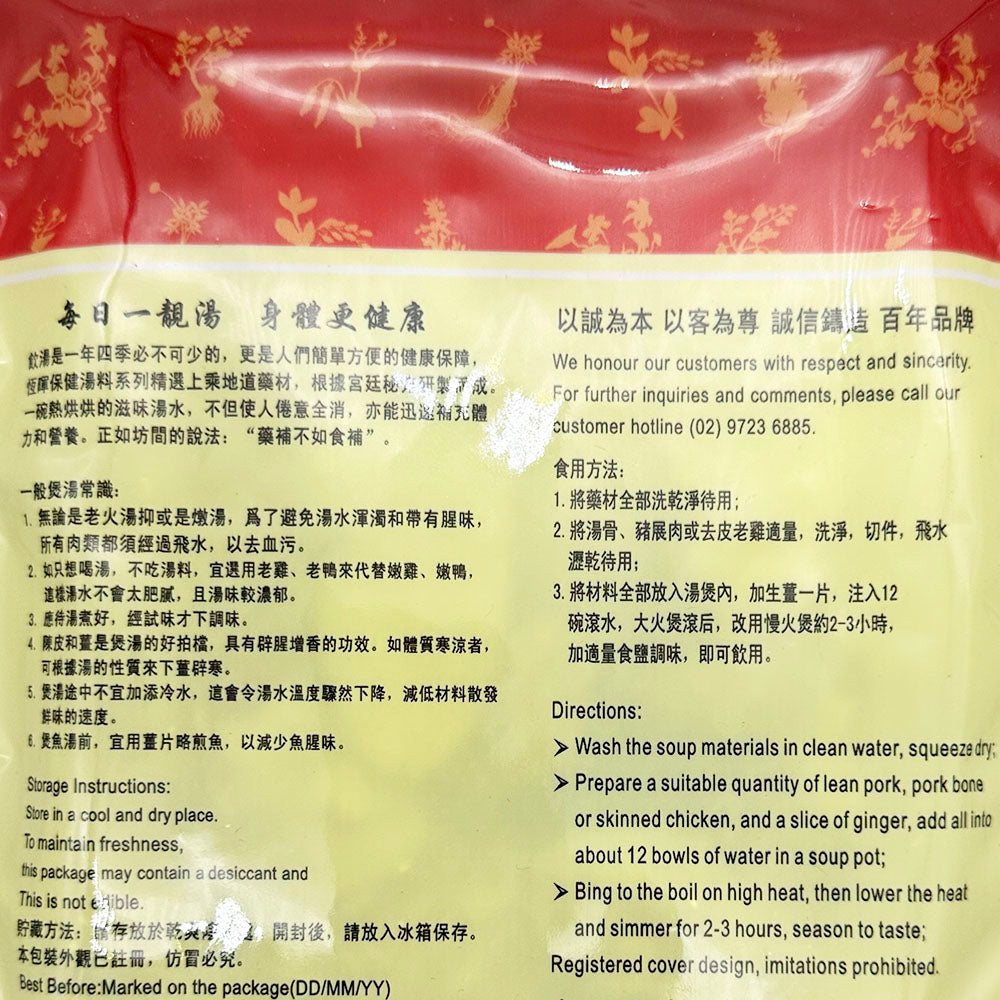 每日一靚湯 身體更健康
飲湯是一年四季必不可少的，更是人們簡單方便的健康保障，
恆暉保健湯料系列精選上乘地道藥材，根據宮廷秘研製而成。
一碗熱烘烘的滋味湯水，不但使人倦意全消，亦能迅速補充體
力和營養。正如坊間的說法：“藥補不如食補”。
一般煲湯常識：
1. 無論是老火湯抑或是燉湯，爲了避免湯水渾濁和帶有腥味，
所有肉類都須經過飛水，以去血污。
2. 如只想喝湯，不吃湯料，宜選用老雞、老鴨來代替嫩雞、嫩鴨，
這樣湯水不會太肥膩，且湯味較濃郁。
3. 應待湯煮好，經試味才下調味。
4. 陳皮和薑是煲湯的好拍檔，具有辟腥增香的功效。如體質寒涼者，
可根據湯的性質來下薑辟寒。
5. 煲湯途中不宜加添冷水，這會令湯水溫度驟然下降，減低材料散發
鮮味的速度。
6. 煲魚湯前，宜用薑片略煎魚，以減少魚腥味。
Storage Instructions:
Store in a cool and dry place.
To maintain freshness,
this package may contain a desiccant and
This is not edible.
貯藏方法：存放於乾爽，開封後，請放入冰箱保存。
本包裝外觀已註冊，仿冒必究。
Best Before:Marked on the package(DD/MM/YY)
以誠為本 以客為尊 誠信鑄造 百年品牌
We honour our customers with respect and sincerity.
For further inquiries and comments, please call our
customer hotline (02) 9723 6885.
食用方法：
1. 將藥材全部洗乾淨待用；
2. 將湯骨、豬展肉或去皮老雞適量，洗淨，切件，飛水
瀝乾待用；
3. 將材料全部放入湯煲內，加生薑一片，注入12
碗滾水，大火煲滾后，改用慢火煲約2-3小時，
加適量食鹽調味，即可飲用。
Directions:
➤ Wash the soup materials in clean water, squeeze dry;
➤ Prepare a suitable quantity of lean pork, pork bone
or skinned chicken, and a slice of ginger, add all into
about 12 bowls of water in a soup pot;
➤ Bing to the boil on high heat, then lower the heat
and simmer for 2-3 hours, season to taste;
Registered cover design, imitations prohibited.